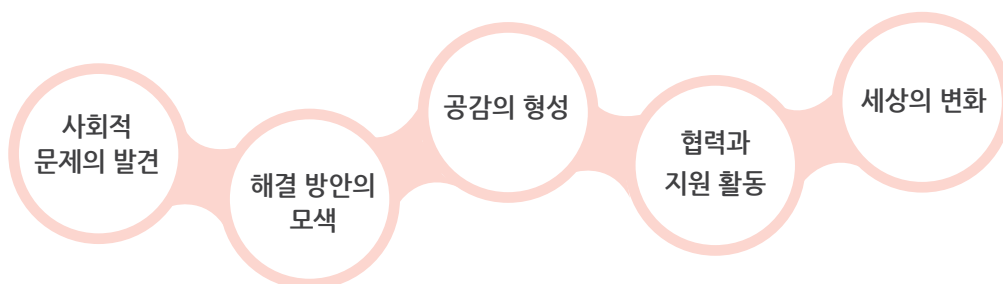 사회적
문제의 발견
해결 방안의
모색
공감의 형성
협력과
지원 활동
세상의 변화